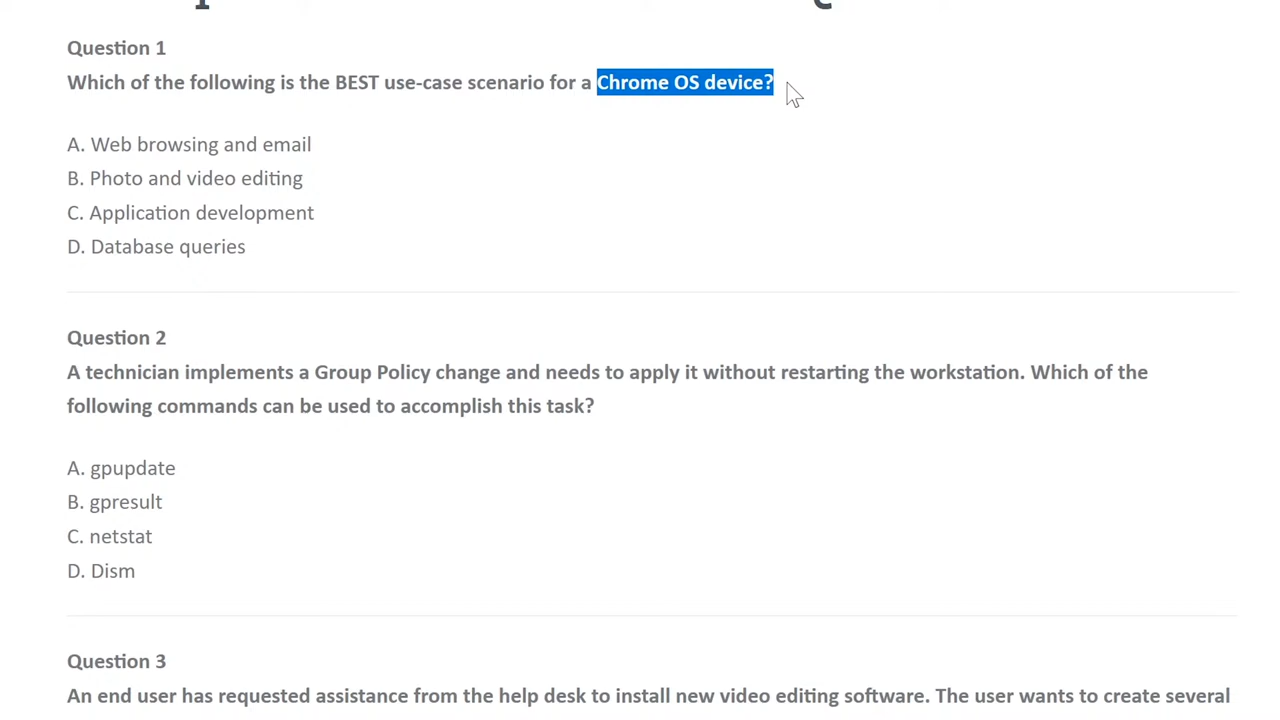 Question 1
Which of the following is the BEST use-case scenario for a Chrome OS device?
A. Web browsing and email
B. Photo and video editing
C. Application development
D. Database queries
Question 2
A technician implements a Group Policy change and needs to apply it without restarting the workstation. Which of the
following commands can be used to accomplish this task?
A. gpupdate
B. gpresult
C. netstat
D. Dism
Question 3
An end user has requested assistance from the help desk to install new video editing software. The user wants to create several